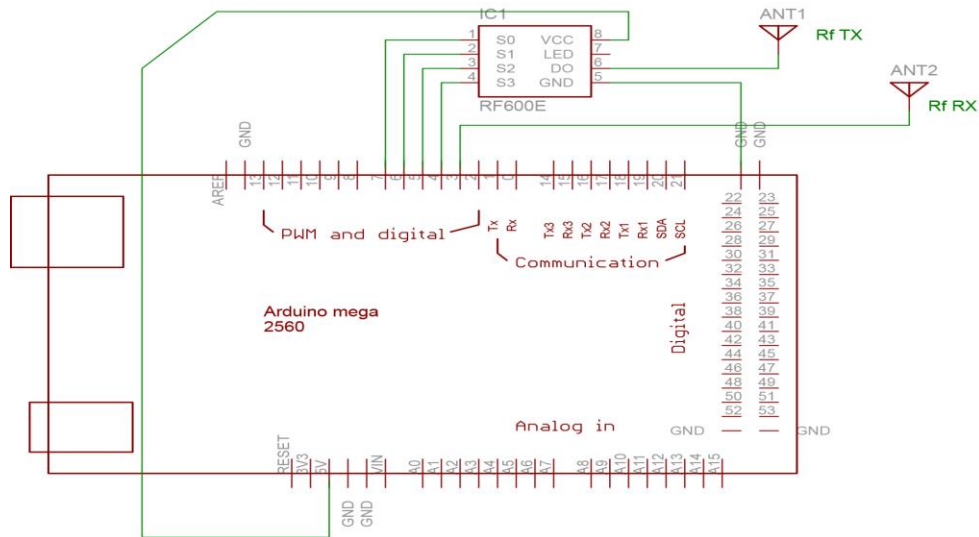 IC1
ANT1
Rf TX
1 S0 VCC 8
2 S1 LED 7
3 S2 DO 6
4 S3 GND 5
RF600E
ANT2
Rf RX
GND
GND GND
AREF 13 12 11 10 9 8 7 6 5 4 3 2 1 0 14 15 16 17 18 19 20 21
Tx Rx Tx3 Rx3 Tx2 Rx2 Tx1 Rx1 SDA SCL
PWM and digital
Communication
22 23
24 25
26 27
28 29
30 31
32 33
34 35
36 37
38 39
40 41
42 43
44 45
46 47
48 49
50 51
52 53
GND GND
Digital
Arduino mega
2560
Analog in
RESET 3V3 5V GND GND VIN A0 A1 A2 A3 A4 A5 A6 A7 A8 A9 A10 A11 A12 A13 A14 A15